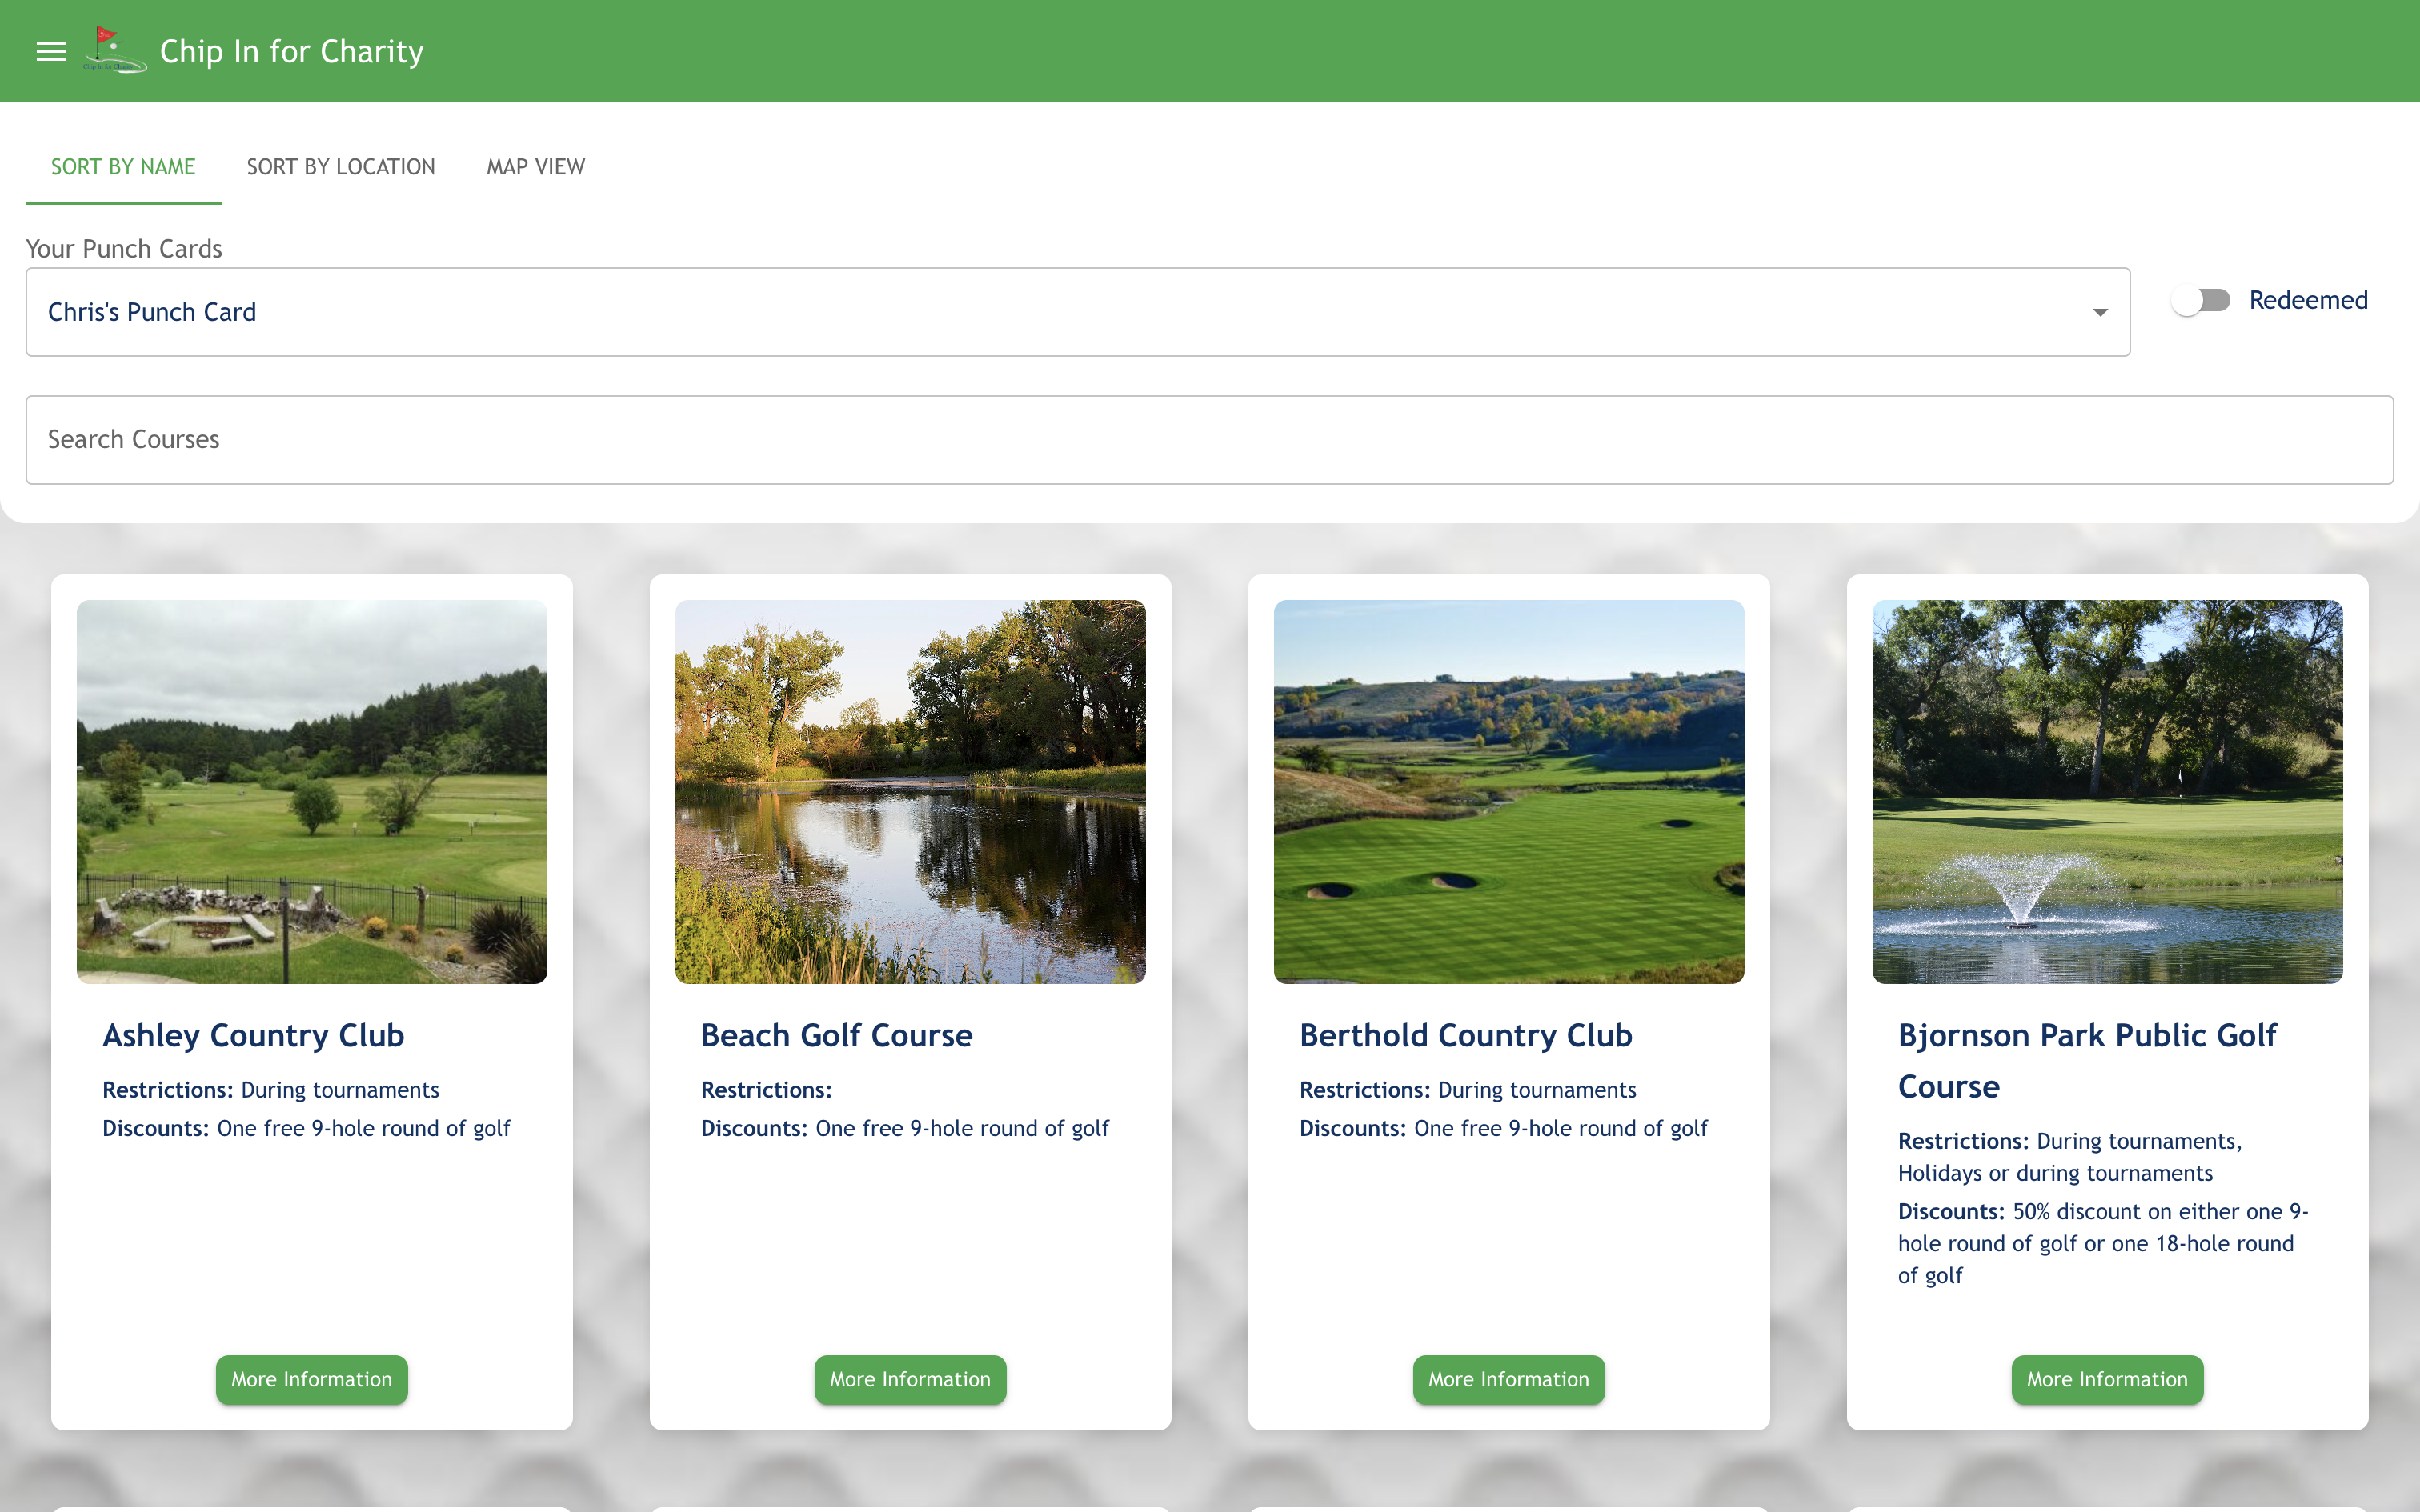 Chip In for Charity
Chip In for Charity
SORT BY NAME
SORT BY LOCATION
MAP VIEW
Your Punch Cards
Chris's Punch Card
Redeemed
Search Courses
Ashley Country Club
Restrictions: During tournaments
Discounts: One free 9-hole round of golf
More Information
Beach Golf Course
Restrictions:
Discounts: One free 9-hole round of golf
More Information
Berthold Country Club
Restrictions: During tournaments
Discounts: One free 9-hole round of golf
More Information
Bjornson Park Public Golf
Course
Restrictions: During tournaments,
Holidays or during tournaments
Discounts: 50% discount on either one 9-
hole round of golf or one 18-hole round
of golf
More Information